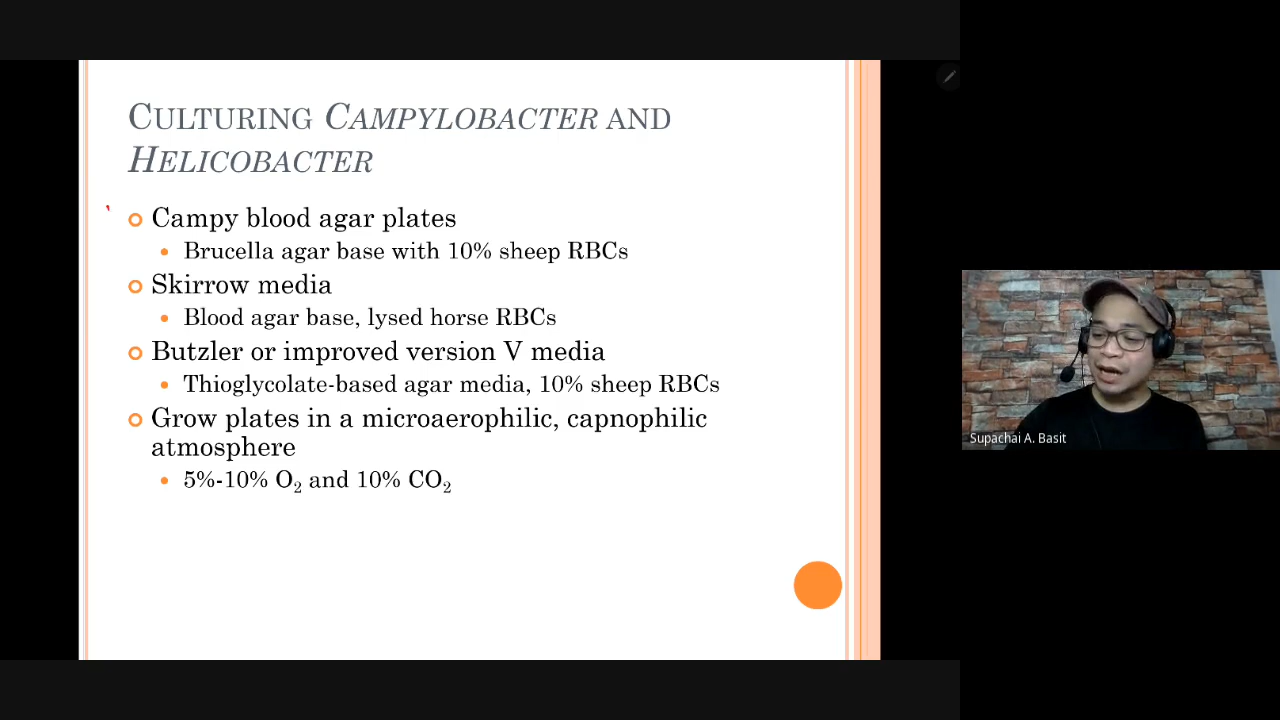 CULTURING CAMPYLOBACTER AND
HELICOBACTER
Campy blood agar plates
Brucella agar base with 10% sheep RBCs
Skirrow media
Blood agar base, lysed horse RBCs
Butzler or improved version V media
Thioglycolate-based agar media, 10% sheep RBCs
Grow plates in a microaerophilic, capnophilic
atmosphere
5%-10% O₂ and 10% CO₂
Supachai A. Basit